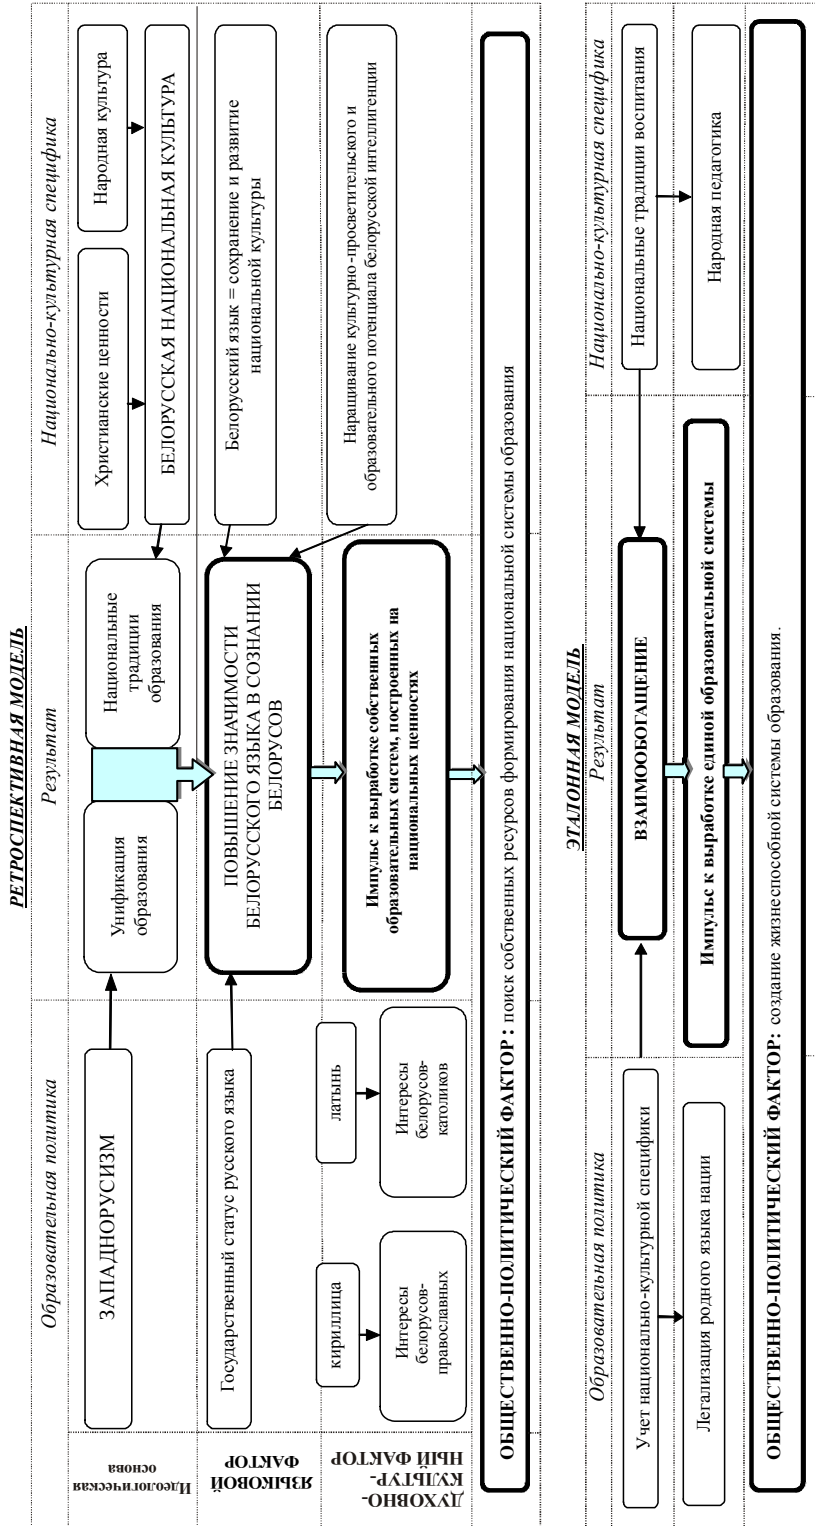 РЕТРОСПЕКТИВНАЯ МОДЕЛЬ
Образовательная политика
Результат
Национально-культурная специфика
Идеологическая
основа
ЗАПАДНОРУСИЗМ
Унификация
образования
Национальные
традиции
образования
Христианские ценности
Народная культура
БЕЛОРУССКАЯ НАЦИОНАЛЬНАЯ КУЛЬТУРА
ЯЗЫКОВОЙ
ФАКТОР
Государственный статус русского языка
ПОВЫШЕНИЕ ЗНАЧИМОСТИ
БЕЛОРУССКОГО ЯЗЫКА В СОЗНАНИИ
БЕЛОРУСОВ
Белорусский язык = сохранение и развитие
национальной культуры
ДУХОВНО-
КУЛЬТУР-
НЫЙ ФАКТОР
кириллица
Интересы
белорусов-
православных
латынь
Интересы
белорусов-
католиков
Импульс к выработке собственных
образовательных систем, построенных на
национальных ценностях
Наращивание культурно-просветительского и
образовательного потенциала белорусской интеллигенции
ОБЩЕСТВЕННО-ПОЛИТИЧЕСКИЙ ФАКТОР: поиск собственных ресурсов формирования национальной системы образования
ЭТАЛОННАЯ МОДЕЛЬ
Образовательная политика
Результат
Национально-культурная специфика
Учет национально-культурной специфики
ВЗАИМООБОГАЩЕНИЕ
Национальные традиции воспитания
Легализация родного языка нации
Импульс к выработке единой образовательной системы
Народная педагогика
ОБЩЕСТВЕННО-ПОЛИТИЧЕСКИЙ ФАКТОР: создание жизнеспособной системы образования.